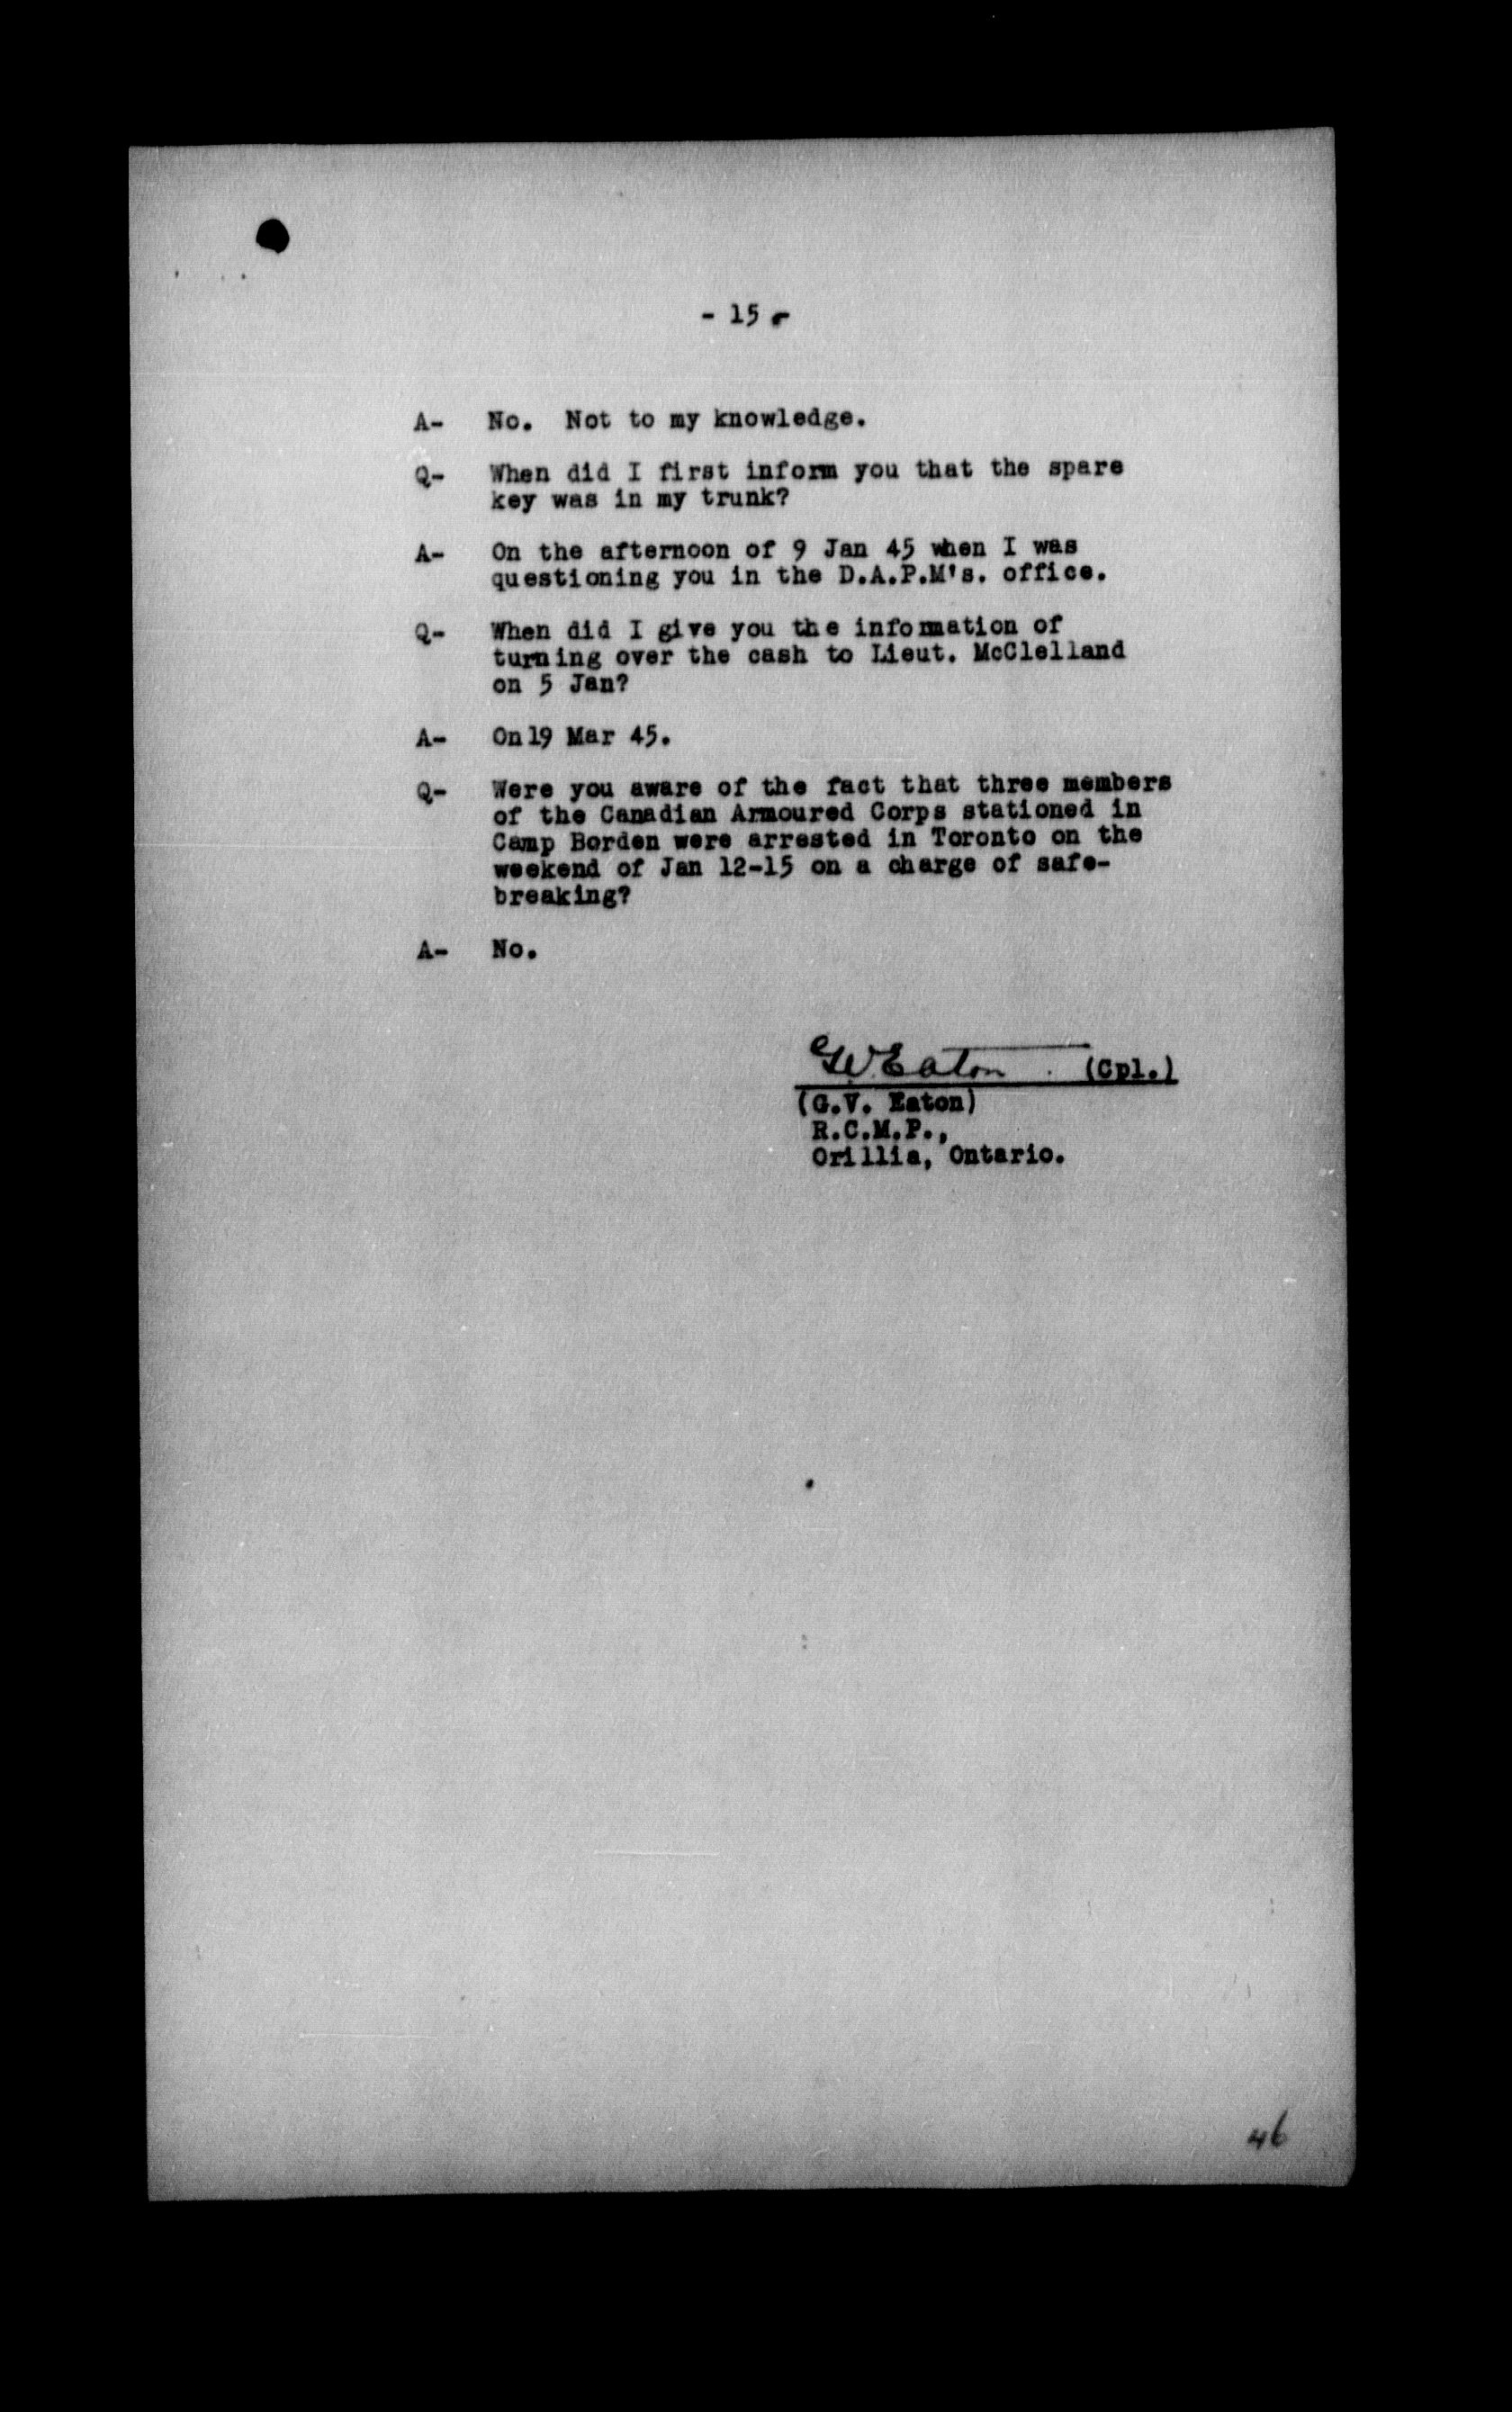 - 15 -
A- No. Not to my knowledge.
Q- When did I first inform you that the spare
key was in my trunk?
A- On the afternoon of 9 Jan 45 when I was
questioning you in the D.A.P.M's. office.
Q- When did I give you the information of
turning over the cash to Lieut. McClelland
on 5 Jan?
A- On 19 Mar 45.
Q- Were you aware of the fact that three members
of the Canadian Armoured Corps stationed in
Camp Borden were arrested in Toronto on the
weekend of Jan 12-15 on a charge of safe-
breaking?
A- No.
GVEaton (Cpl.)
(G.V. Eaton)
R.C.M.P.,
Orillia, Ontario.
46